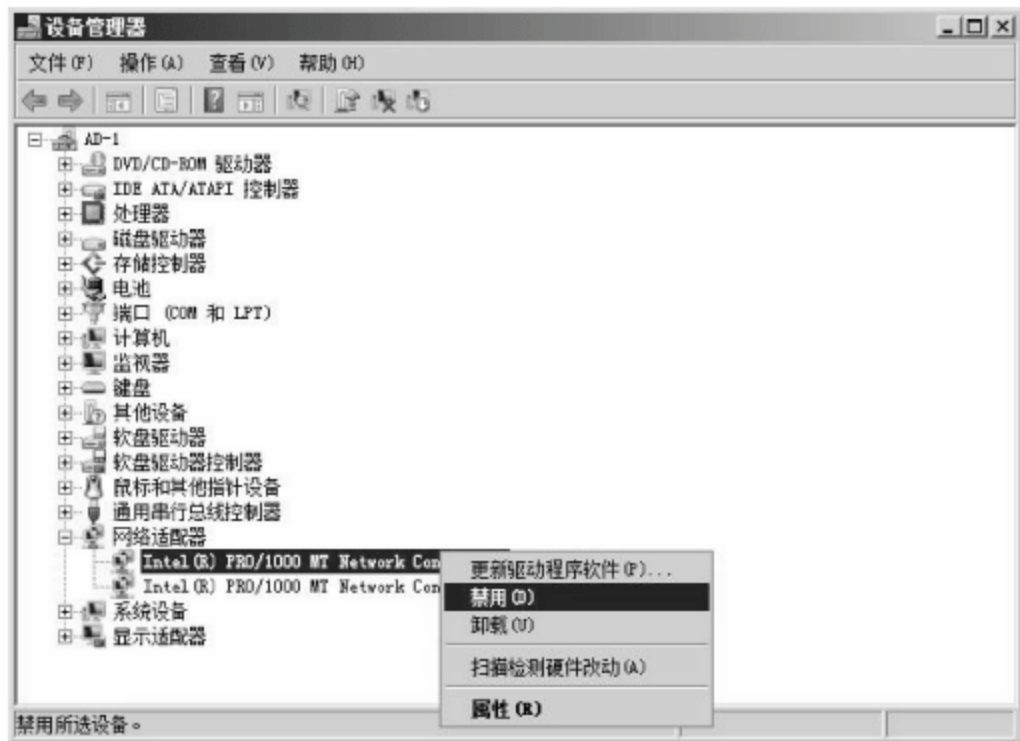 设备管理器
文件(F) 操作(A) 查看(V) 帮助(H)
AD-1
DVD/CD-ROM 驱动器
IDE ATA/ATAPI 控制器
处理器
磁盘驱动器
存储控制器
电池
端口 (COM 和 LPT)
计算机
监视器
键盘
其他设备
软盘驱动器
软盘驱动器控制器
鼠标和其他指针设备
通用串行总线控制器
网络适配器
Intel(R) PRO/1000 MT Network Con
Intel(R) PRO/1000 MT Network Con
系统设备
显示适配器
更新驱动程序软件(P)...
禁用(D)
卸载(U)
扫描检测硬件改动(A)
属性(R)
禁用所选设备。